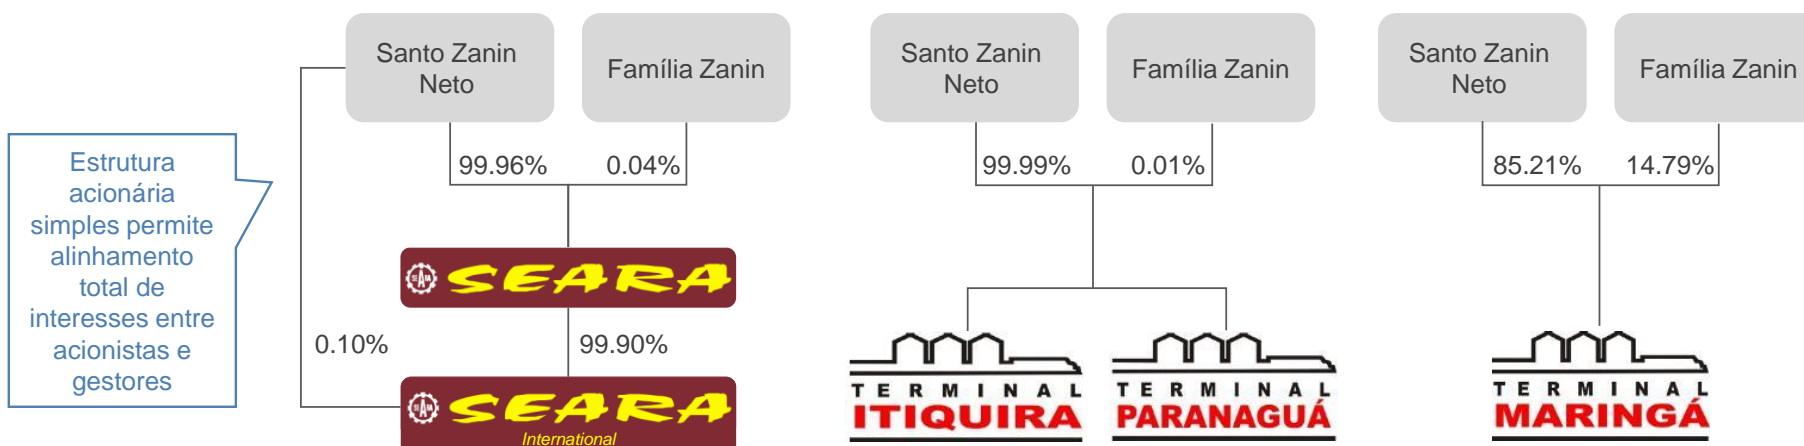 Santo Zanin
Neto
Família Zanin
Santo Zanin
Neto
Família Zanin
Santo Zanin
Neto
Família Zanin
99.96%
0.04%
99.99%
0.01%
85.21%
14.79%
Estrutura
acionária
simples permite
alinhamento
total de
interesses entre
acionistas e
gestores
SEARA
0.10%
99.90%
SEARA
International
TERMINAL
ITIQUIRA
TERMINAL
PARANAGUÁ
TERMINAL
MARINGÁ